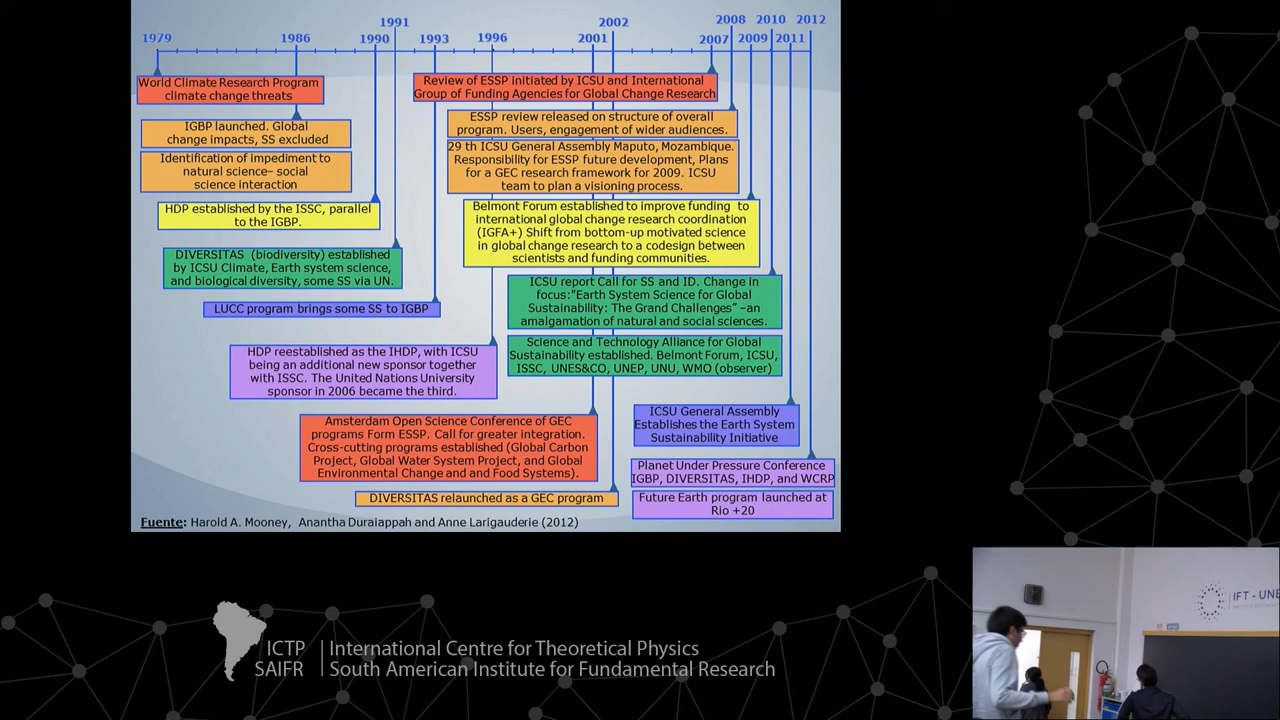 1991
2002
2008 2010 2012
1979
1986
1990
1993
1996
2001
2007
2009
2011
World Climate Research Program
climate change threats
IGBP launched. Global
change impacts, SS excluded
Identification of impediment to
natural science– social
science interaction
HDP established by the ISSC, parallel
to the IGBP.
DIVERSITAS (biodiversity) established
by ICSU Climate, Earth system science,
and biological diversity, some SS via UN.
LUCC program brings some SS to IGBP
HDP reestablished as the IHDP, with ICSU
being an additional new sponsor together
with ISSC. The United Nations University
sponsor in 2006 became the third.
Amsterdam Open Science Conference of GEC
programs Form ESSP. Call for greater integration.
Cross-cutting programs established (Global Carbon
Project, Global Water System Project, and Global
Environmental Change and and Food Systems).
DIVERSITAS relaunched as a GEC program
Review of ESSP initiated by ICSU and International
Group of Funding Agencies for Global Change Research
ESSP review released on structure of overall
program. Users, engagement of wider audiences.
29 th ICSU General Assembly Maputo, Mozambique.
Responsibility for ESSP future development, Plans
for a GEC research framework for 2009. ICSU
team to plan a visioning process.
Belmont Forum established to improve funding to
international global change research coordination
(IGFA+) Shift from bottom-up motivated science
in global change research to a codesign between
scientists and funding communities.
ICSU report Call for SS and ID. Change in
focus:"Earth System Science for Global
Sustainability: The Grand Challenges” –an
amalgamation of natural and social sciences.
Science and Technology Alliance for Global
Sustainability established. Belmont Forum, ICSU,
ISSC, UNES&CO, UNEP, UNU, WMO (observer)
ICSU General Assembly
Establishes the Earth System
Sustainability Initiative
Planet Under Pressure Conference
IGBP, DIVERSITAS, IHDP, and WCRP
Future Earth program launched at
Rio +20
Fuente: Harold A. Mooney, Anantha Duraiappah and Anne Larigauderie (2012)
ICTP
SAIFR
International Centre for Theoretical Physics
South American Institute for Fundamental Research
IFT - UNE